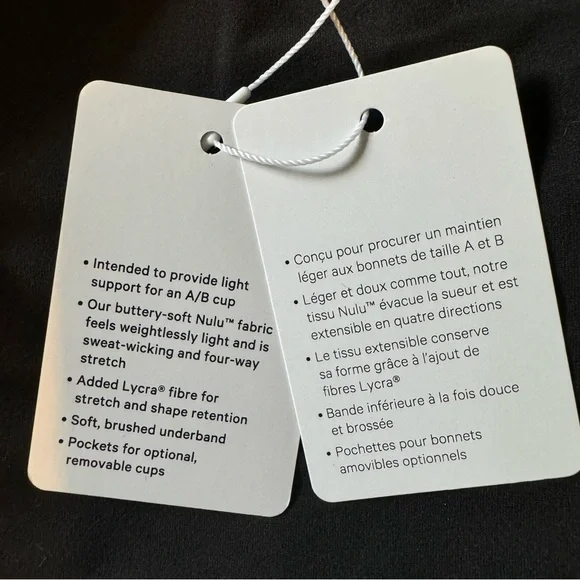 • Intended to provide light
support for an A/B cup
• Our buttery-soft Nulu™ fabric
feels weightlessly light and is
sweat-wicking and four-way
stretch
• Added Lycra® fibre for
stretch and shape retention
• Soft, brushed underband
• Pockets for optional,
removable cups
• Conçu pour procurer un maintien
léger aux bonnets de taille A et B
• Léger et doux comme tout, notre
tissu Nulu™ évacue la sueur et est
extensible en quatre directions
• Le tissu extensible conserve
sa forme grâce à l'ajout de
fibres Lycra®
• Bande inférieure à la fois douce
et brossée
• Pochettes pour bonnets
amovibles optionnels